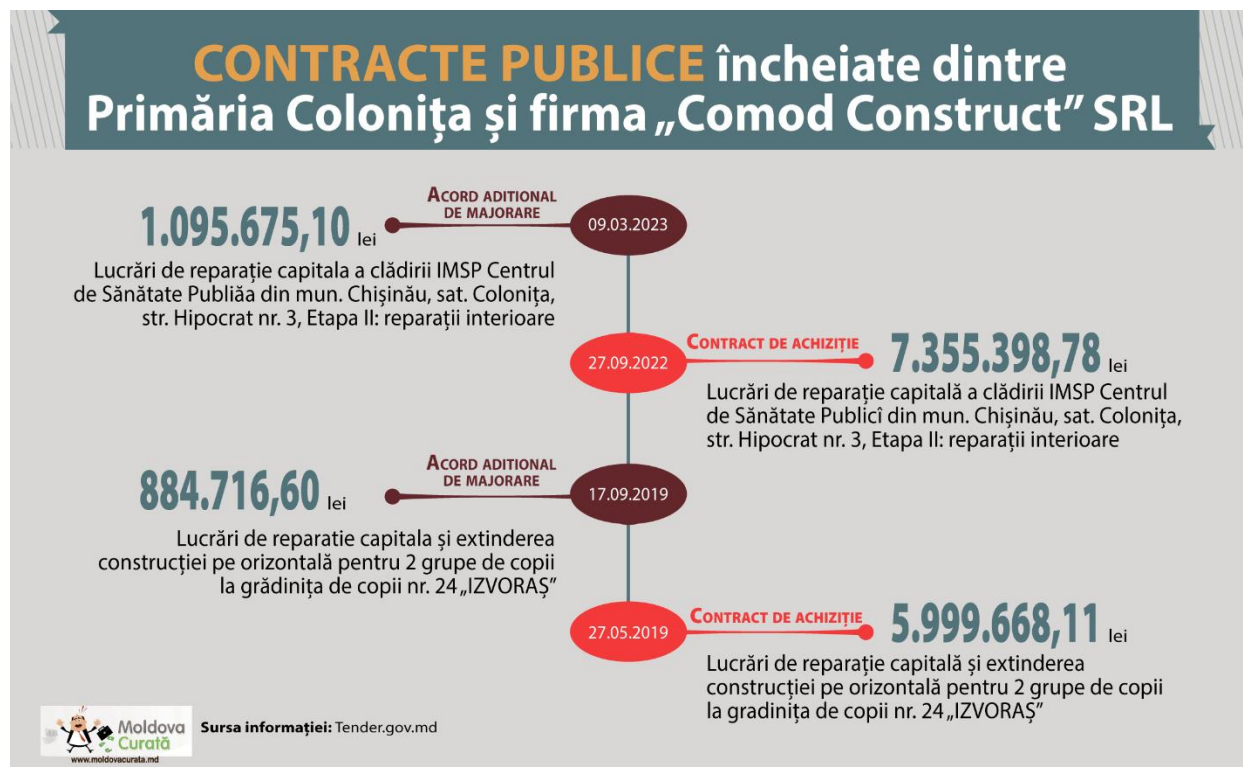 CONTRACTE PUBLICE încheiate dintre
Primăria Colonița și firma „Comod Construct” SRL
ACORD ADITIONAL
DE MAJORARE
09.03.2023
1.095.675,10 lei
Lucrări de reparație capitala a clădirii IMSP Centrul
de Sănătate Publiăa din mun. Chișinău, sat. Colonița,
str. Hipocrat nr. 3, Etapa II: reparații interioare
CONTRACT DE ACHIZIȚIE
27.09.2022
7.355.398,78 lei
Lucrări de reparație capitală a clădirii IMSP Centrul
de Sănătate Publicî din mun. Chișinău, sat. Colonița,
str. Hipocrat nr. 3, Etapa II: reparații interioare
ACORD ADITIONAL
DE MAJORARE
17.09.2019
884.716,60 lei
Lucrări de reparatie capitala și extinderea
construcției pe orizontală pentru 2 grupe de copii
la grădinița de copii nr. 24 „IZVORAȘ”
CONTRACT DE ACHIZIȚIE
27.05.2019
5.999.668,11 lei
Lucrări de reparație capitală și extinderea
construcției pe orizontală pentru 2 grupe de copii
la gradinița de copii nr. 24 „IZVORAȘ”
Moldova
Curată
www.moldovacurata.md
Sursa informației: Tender.gov.md